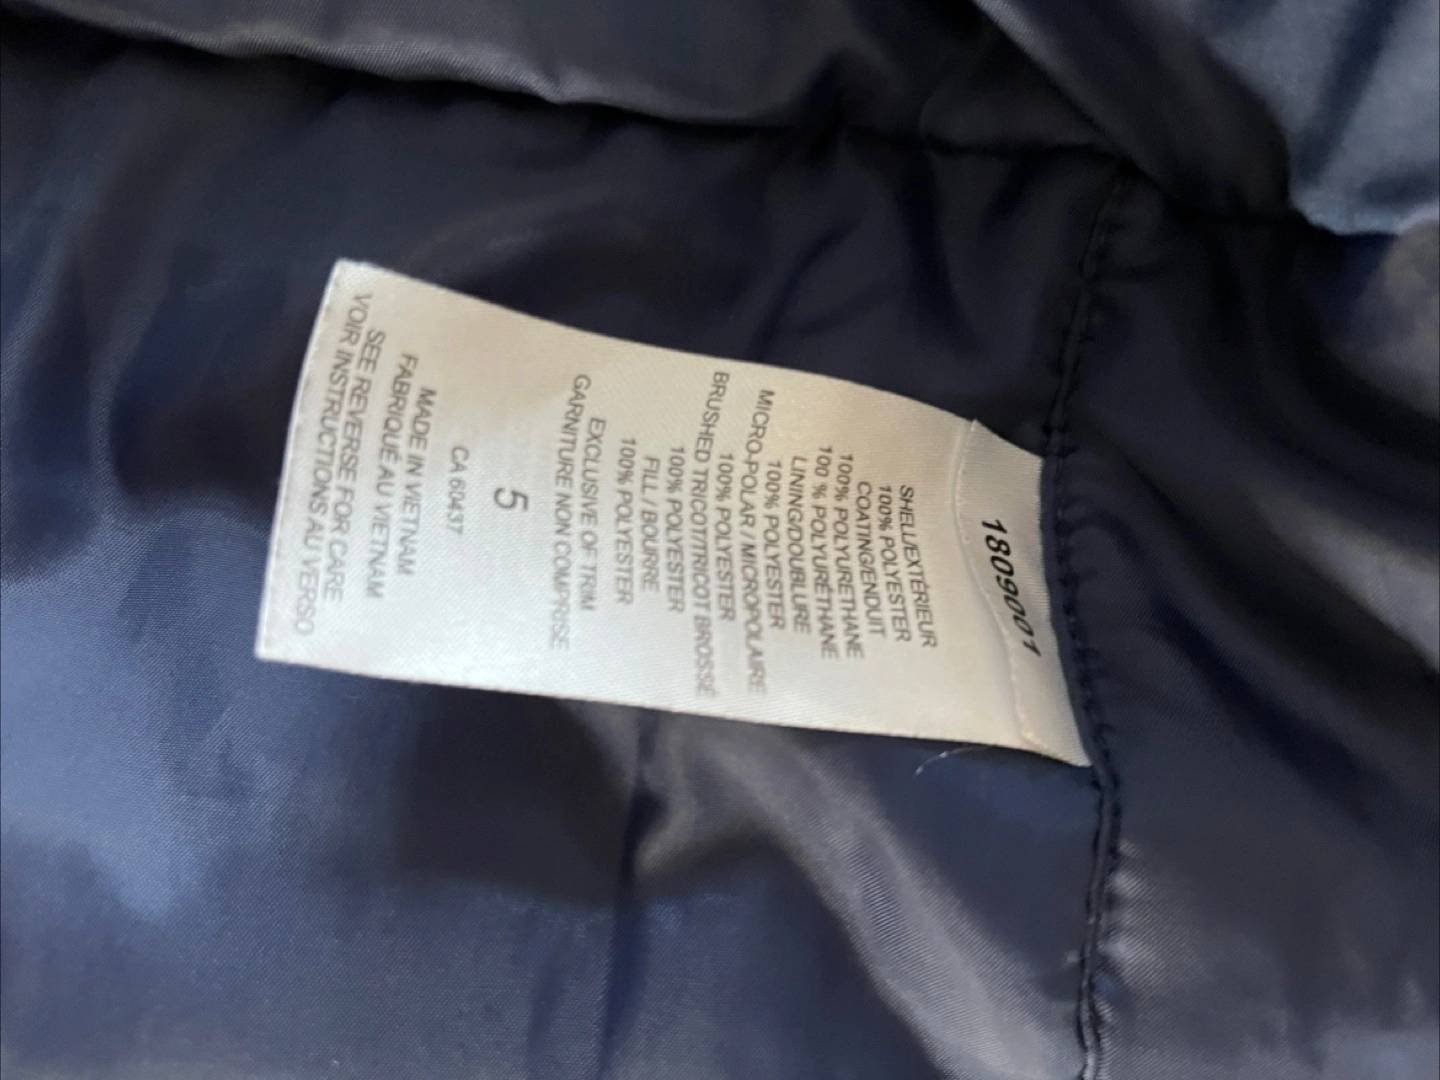 1809001
SHELL/EXTÉRIEUR
100% POLYESTER
COATING/ENDUIT
100% POLYURETHANE
100 % POLYURÉTHANE
LINING/DOUBLURE
100% POLYESTER
MICRO-POLAR / MICROPOLAIRE
100% POLYESTER
BRUSHED TRICOT/TRICOT BROSSÉ
100% POLYESTER
FILL / BOURRE
100% POLYESTER
EXCLUSIVE OF TRIM
GARNITURE NON COMPRISE
5
CA 60437
MADE IN VIETNAM
FABRIQUÉ AU VIETNAM
SEE REVERSE FOR CARE
VOIR INSTRUCTIONS AU VERSO